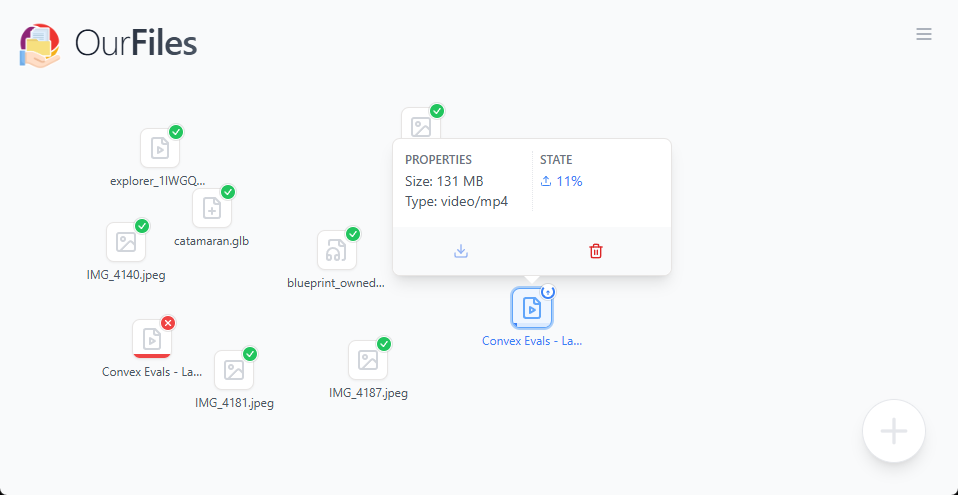 OurFiles
PROPERTIES
Size: 131 MB
Type: video/mp4
STATE
11%
explorer_1IWGQ...
catamaran.glb
IMG_4140.jpeg
blueprint_owned...
Convex Evals - La...
Convex Evals - La...
IMG_4181.jpeg
IMG_4187.jpeg